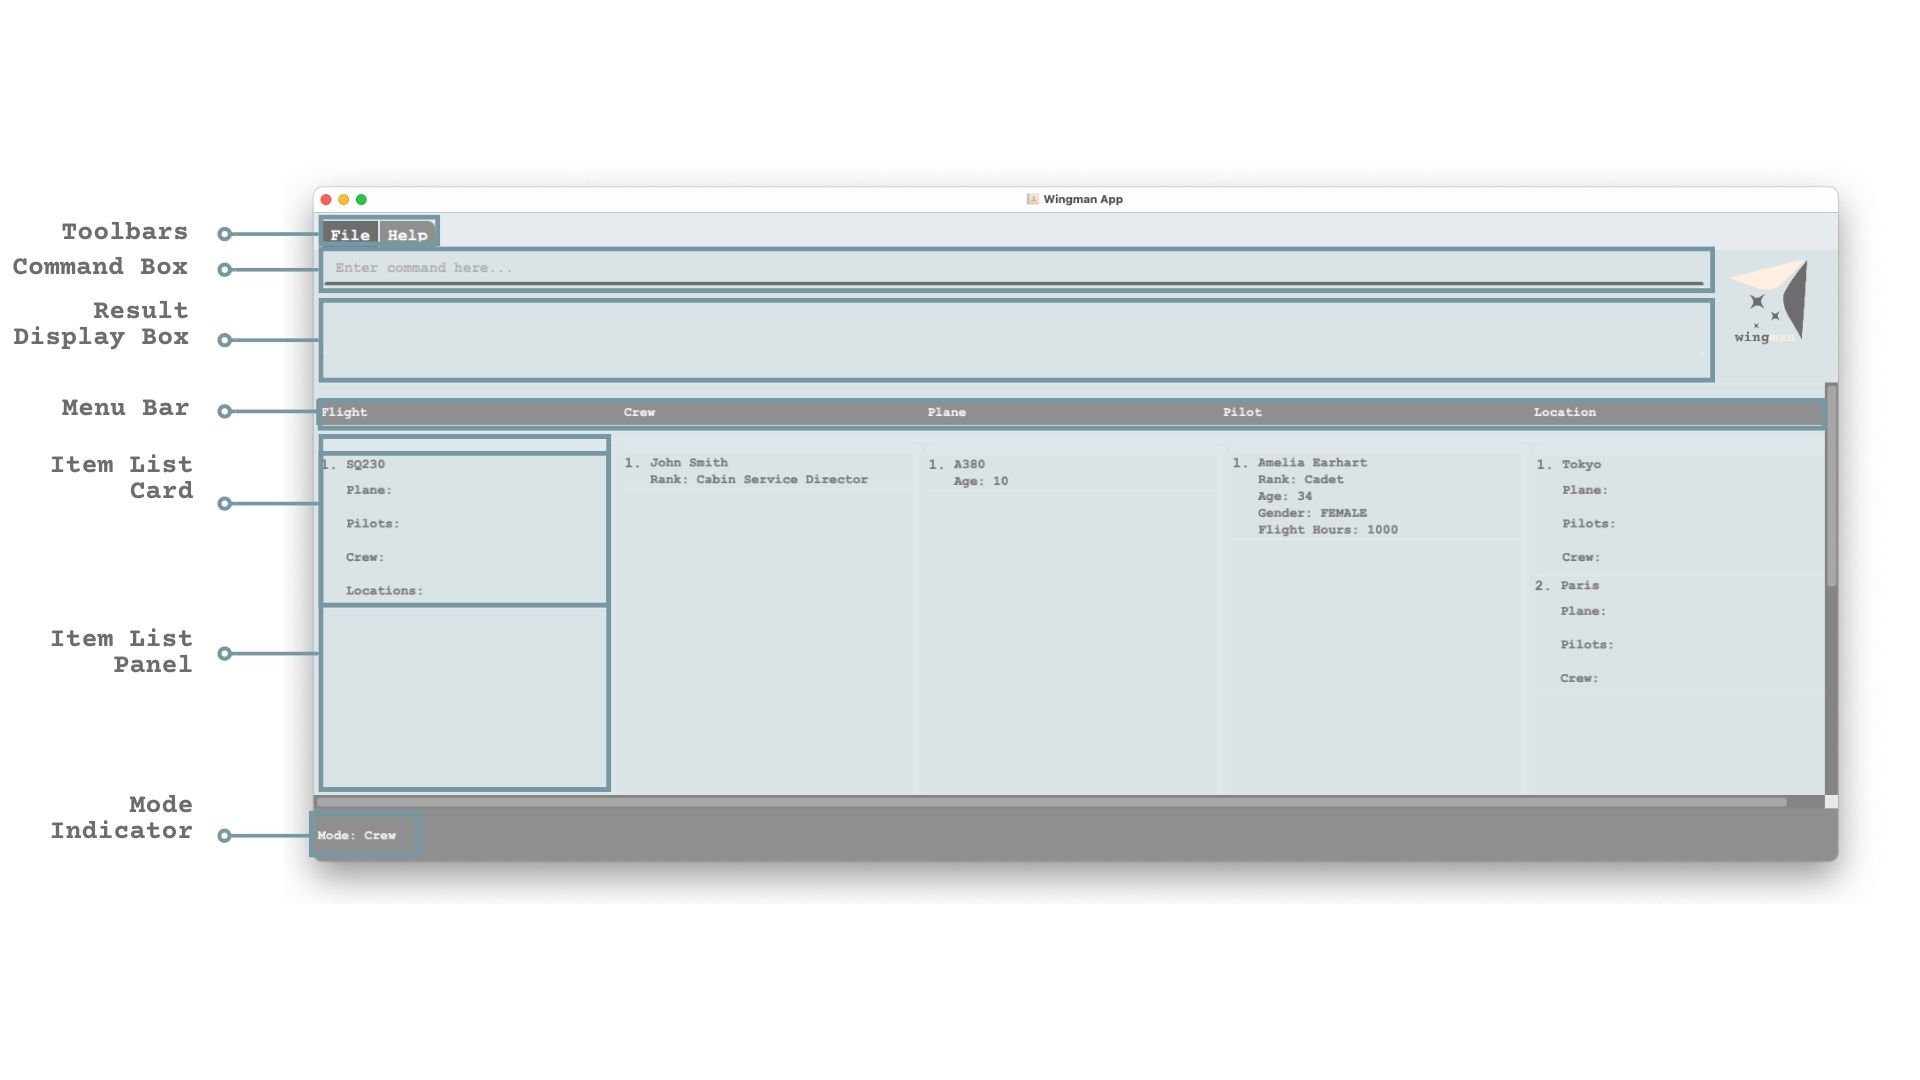 Wingman App
Toolbars
File Help
Command Box
Enter command here...
wingman
Result
Display Box
Menu Bar
Flight Crew Plane Pilot Location
Item List
Card
1. SQ230
Plane:
Pilots:
Crew:
Locations:
1. John Smith
Rank: Cabin Service Director
1. A380
Age: 10
1. Amelia Earhart
Rank: Cadet
Age: 34
Gender: FEMALE
Flight Hours: 1000
1. Tokyo
Plane:
Pilots:
Crew:
2. Paris
Plane:
Pilots:
Crew:
Item List
Panel
Mode
Indicator
Mode: Crew